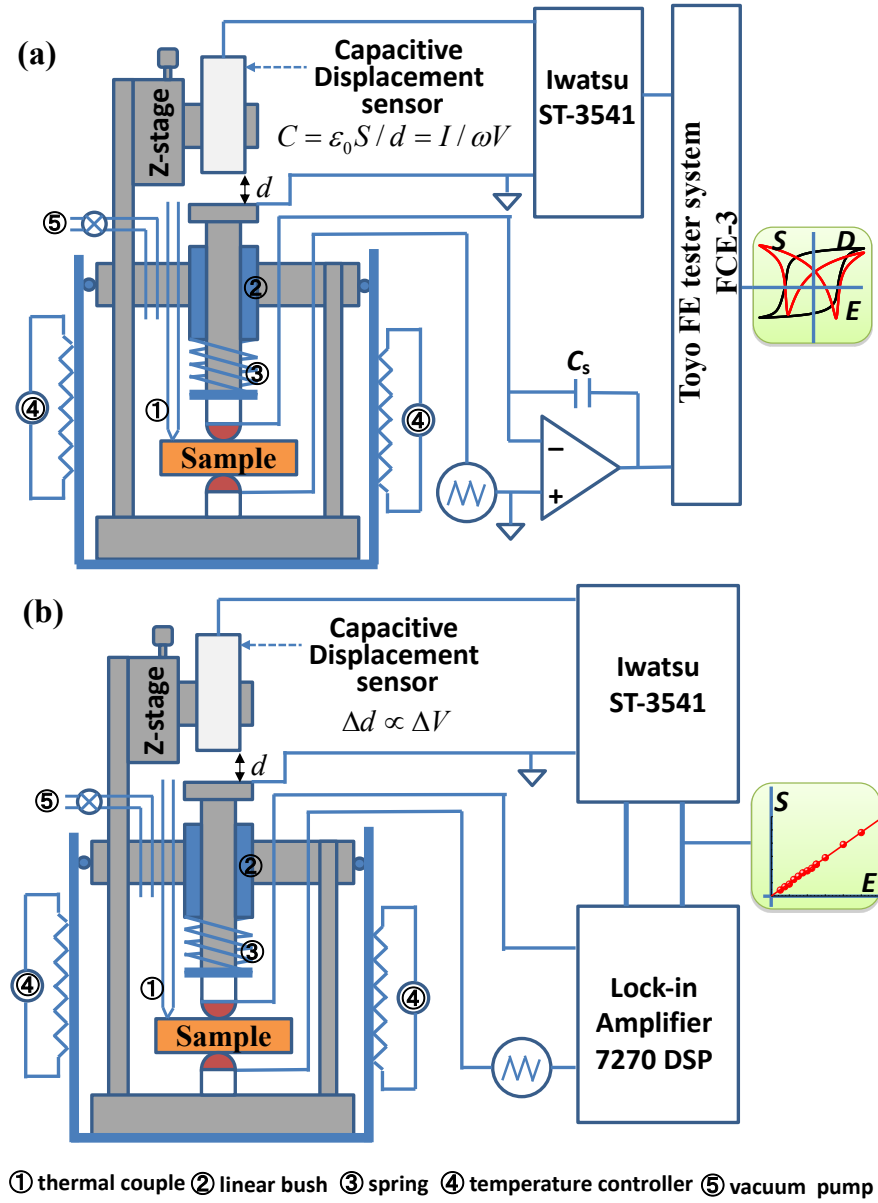 (a)
Z-stage
Capacitive
Displacement
sensor
C = ε₀S / d = I / ωV
d
Iwatsu
ST-3541
Toyo FE tester system
FCE-3
S D
E
⑤
②
③
④
①
④
Sample
Cs
−
+
(b)
Z-stage
Capacitive
Displacement
sensor
Δd ∝ ΔV
d
Iwatsu
ST-3541
S
E
⑤
②
③
④
①
④
Sample
Lock-in
Amplifier
7270 DSP
① thermal couple ② linear bush ③ spring ④ temperature controller ⑤ vacuum pump